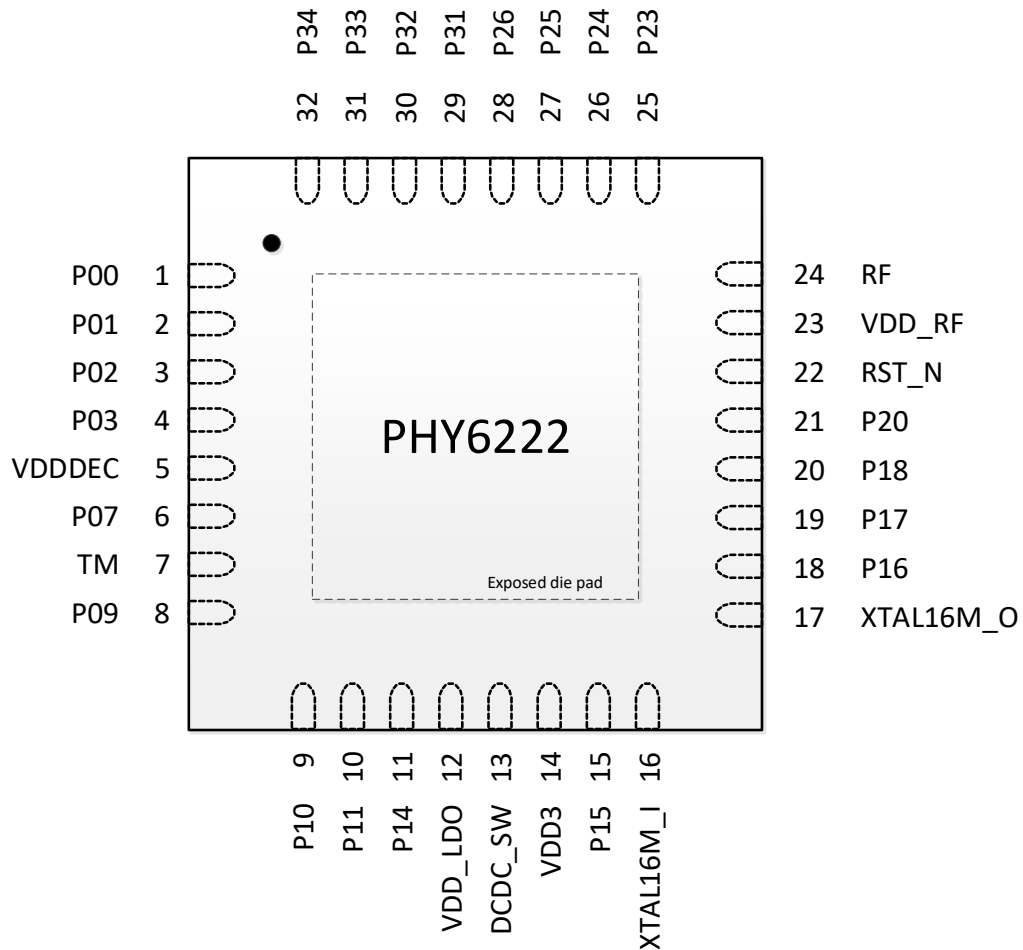 P34 P33 P32 P31 P26 P25 P24 P23
32 31 30 29 28 27 26 25
P00 1
P01 2
P02 3
P03 4
VDDDEC 5
P07 6
TM 7
P09 8
PHY6222
Exposed die pad
24 RF
23 VDD_RF
22 RST_N
21 P20
20 P18
19 P17
18 P16
17 XTAL16M_O
9 10 11 12 13 14 15 16
P10 P11 P14 VDD_LDO DCDC_SW VDD3 P15 XTAL16M_I